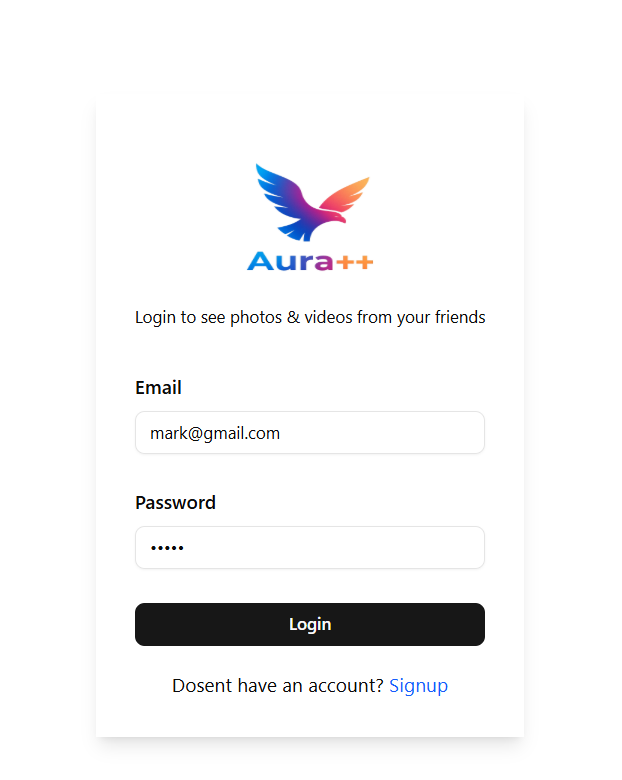 Aura++
Login to see photos & videos from your friends
Email
mark@gmail.com
Password
•••••
Login
Dosent have an account? Signup